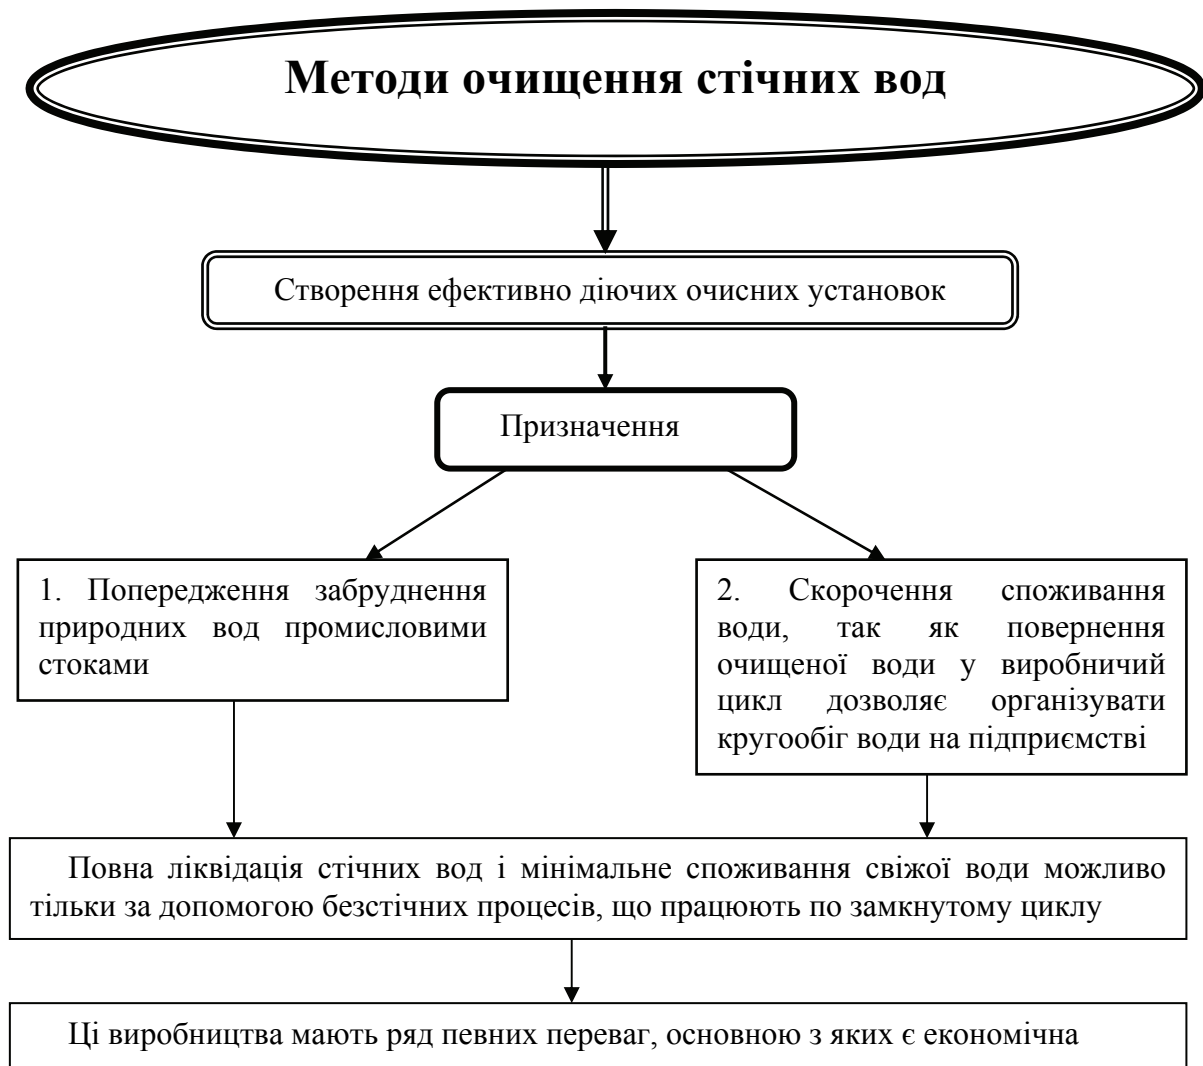 Методи очищення стічних вод
Створення ефективно діючих очисних установок
Призначення
1. Попередження забруднення
природних вод промисловими
стоками
2. Скорочення споживання
води, так як повернення
очищеної води у виробничий
цикл дозволяє організувати
кругообіг води на підприємстві
Повна ліквідація стічних вод і мінімальне споживання свіжої води можливо
тільки за допомогою безстічних процесів, що працюють по замкнутому циклу
Ці виробництва мають ряд певних переваг, основною з яких є економічна